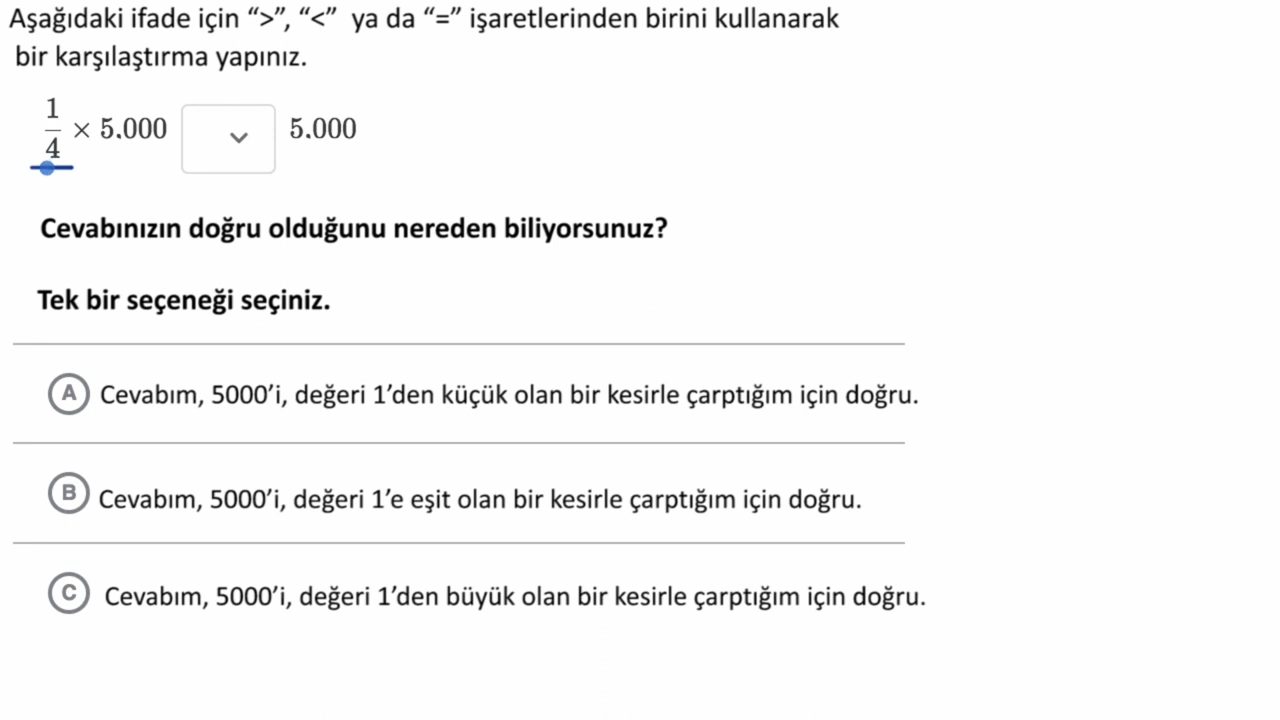 Aşağıdaki ifade için “>”, “<” ya da “=” işaretlerinden birini kullanarak
bir karşılaştırma yapınız.
1/4 × 5.000 5.000
Cevabınızın doğru olduğunu nereden biliyorsunuz?
Tek bir seçeneği seçiniz.
A Cevabım, 5000’i, değeri 1’den küçük olan bir kesirle çarptığım için doğru.
B Cevabım, 5000’i, değeri 1’e eşit olan bir kesirle çarptığım için doğru.
C Cevabım, 5000’i, değeri 1’den büyük olan bir kesirle çarptığım için doğru.